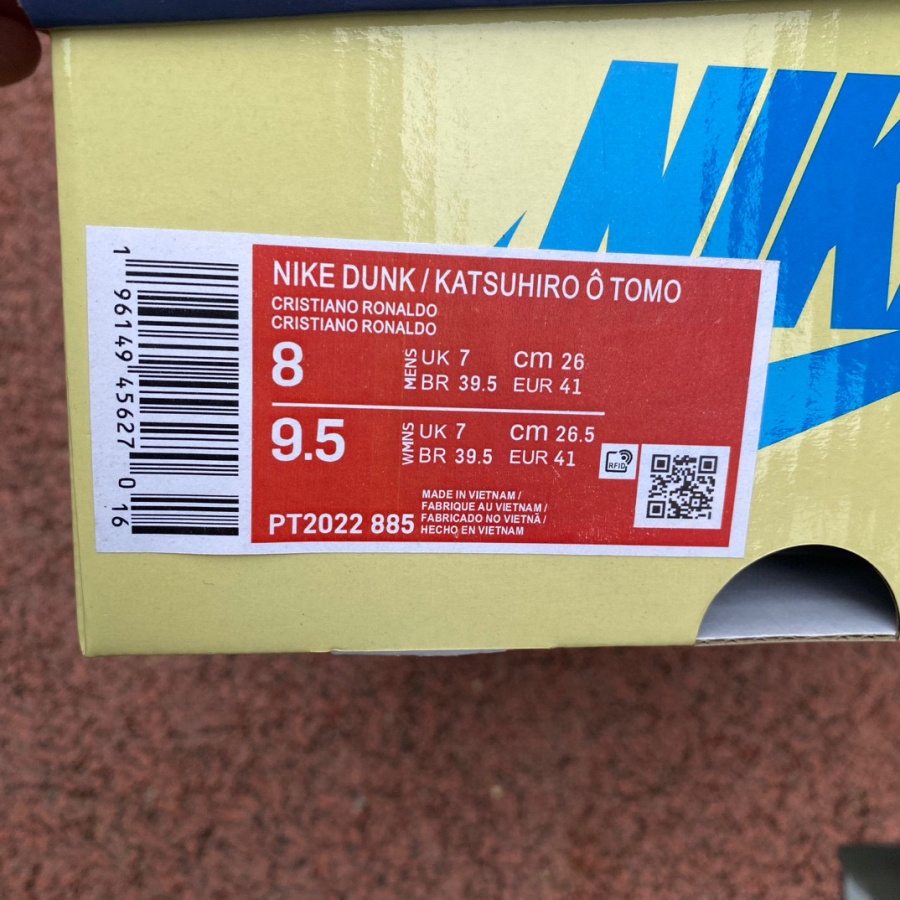 NIKE
NIKE DUNK / KATSUHIRO Ô TOMO
CRISTIANO RONALDO
CRISTIANO RONALDO
8 MENS UK 7 cm 26
BR 39.5 EUR 41
9.5 WMNS UK 7 cm 26.5
BR 39.5 EUR 41
RFID
MADE IN VIETNAM /
FABRIQUE AU VIETNAM /
FABRICADO NO VIETNÃ /
HECHO EN VIETNAM
PT2022 885
1 96149 45627 0 16